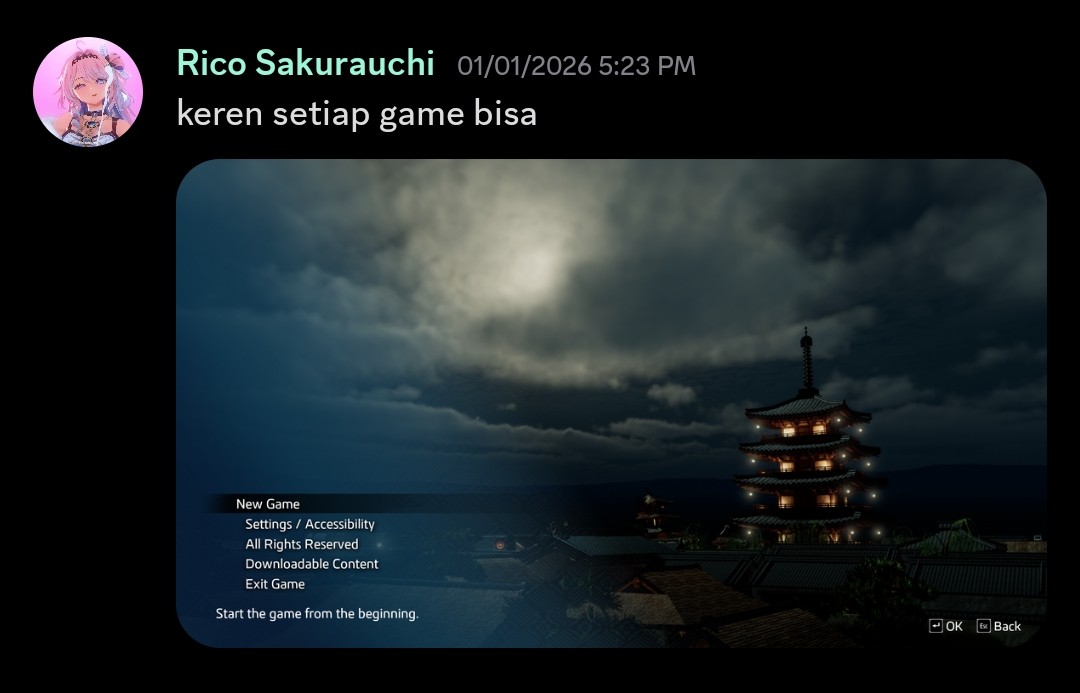 Rico Sakurauchi 01/01/2026 5:23 PM
keren setiap game bisa
New Game
Settings / Accessibility
All Rights Reserved
Downloadable Content
Exit Game
Start the game from the beginning.
↵ OK Esc Back